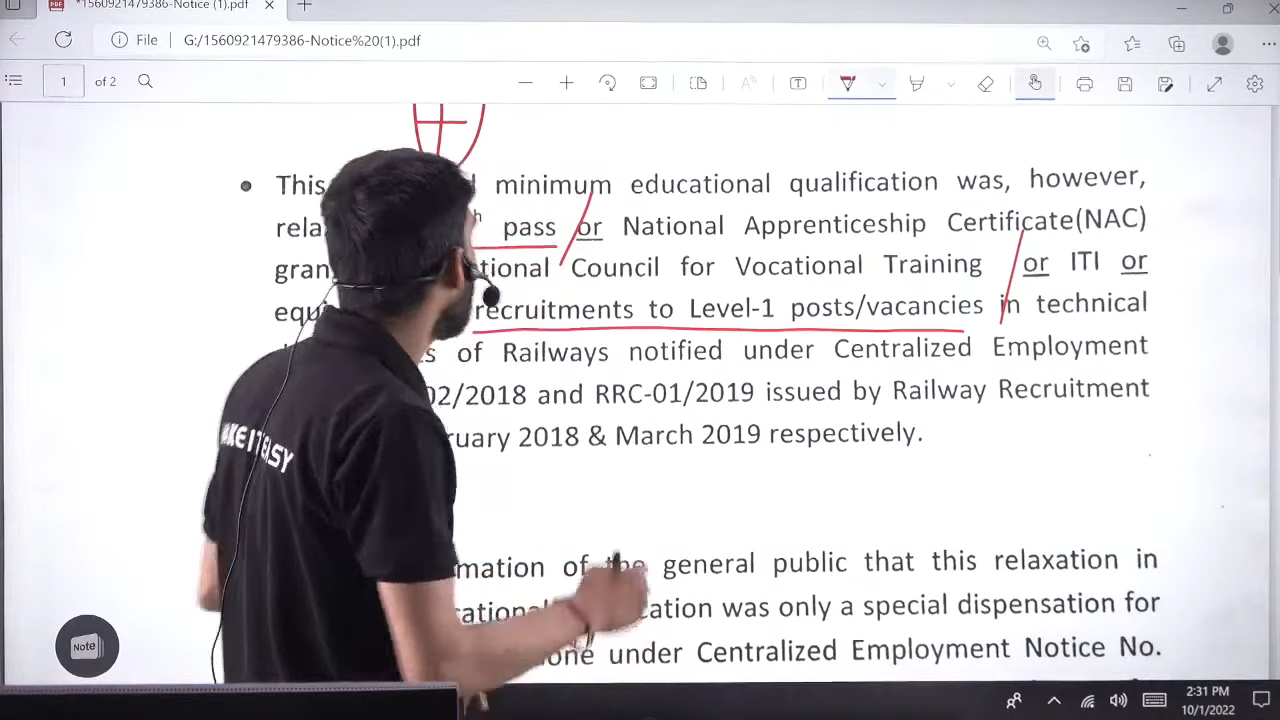 *1560921479386-Notice (1).pdf
File G:/1560921479386-Notice%20(1).pdf
1 of 2
This minimum educational qualification was, however,
rela h pass or National Apprenticeship Certificate(NAC)
gran tional Council for Vocational Training or ITI or
equi recruitments to Level-1 posts/vacancies in technical
s of Railways notified under Centralized Employment
02/2018 and RRC-01/2019 issued by Railway Recruitment
ruary 2018 & March 2019 respectively.
mation of the general public that this relaxation in
cational cation was only a special dispensation for
one under Centralized Employment Notice No.
Note
2:31 PM
10/1/2022